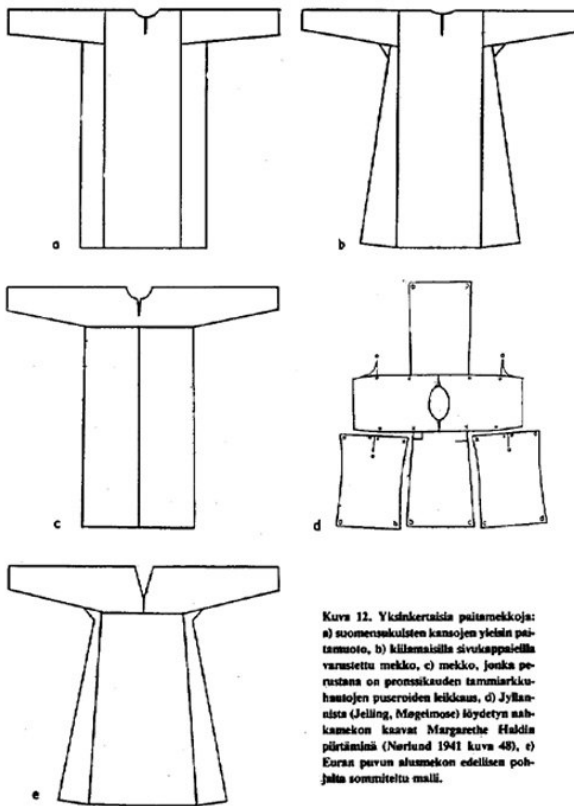 a
b
c
d
e
Kuva 12. Yksinkertaisia paitamekkoja:
a) suomensukuisten kansojen yleisin pai-
tamuoto, b) kiilamaisilla sivukappaleilla
varustettu mekko, c) mekko, jonka pe-
rustana on pronssikauden tammiarkku-
hautojen puseroiden leikkaus, d) Jyllan-
nista (Jelling, Møgelmose) löydetyn nah-
kamekon kaavat Margarethe Haldin
piirtäminä (Nørlund 1941 kuva 48), e)
Euran puvun alusmekon edellisen poh-
jalta sommiteltu malli.